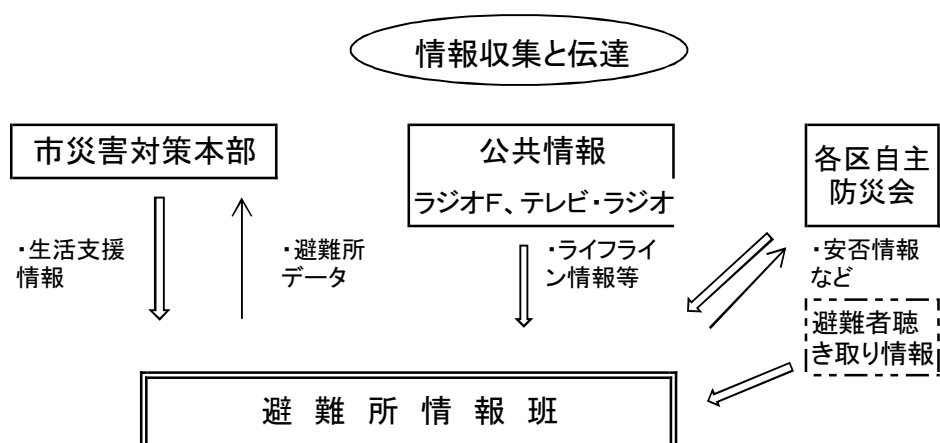 情報収集と伝達
市災害対策本部
公共情報
ラジオF、テレビ・ラジオ
各区自主
防災会
・生活支援
情報
・避難所
データ
・ライフライ
ン情報等
・安否情報
など
避難者聴
き取り情報
避難所情報班